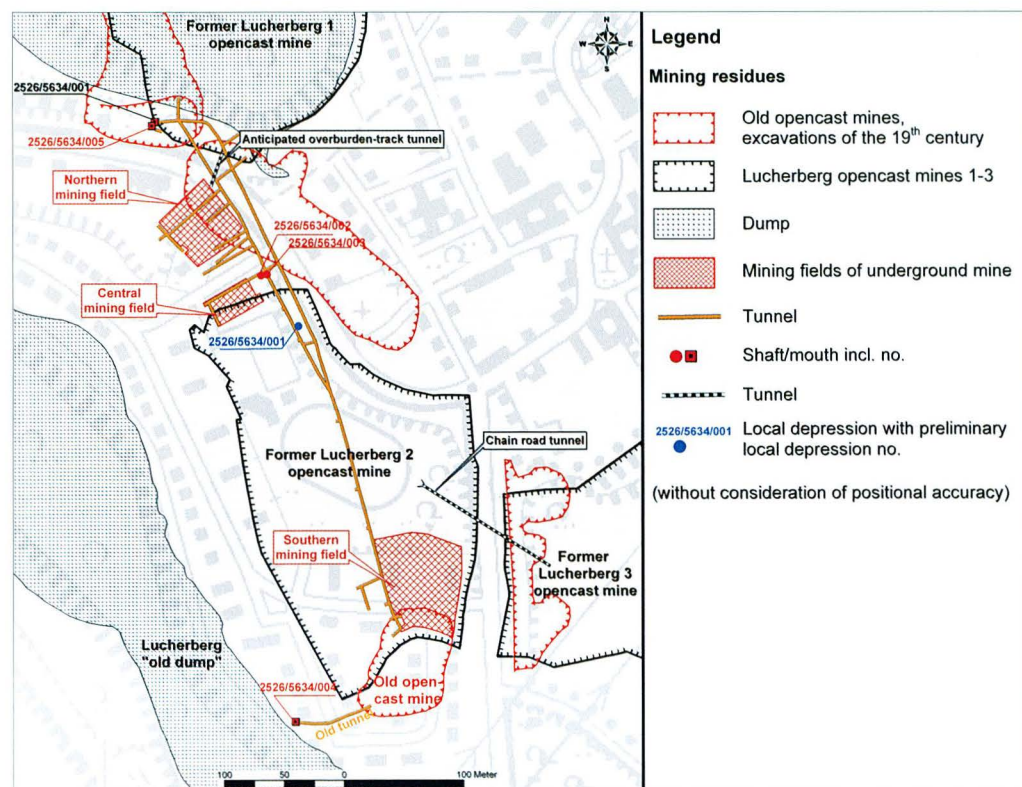 Former Lucherberg 1
opencast mine
N
W
E
S
2526/5634/001
2526/5634/005
Anticipated overburden-track tunnel
Northern
mining field
2526/5634/002
2526/5634/003
Central
mining field
2526/5634/001
Chain road tunnel
Former Lucherberg 2
opencast mine
Southern
mining field
Former
Lucherberg 3
opencast mine
Lucherberg
"old dump"
2526/5634/004
Old open-
cast mine
Old tunnel
100 50 0 100 Meter
Legend
Mining residues
Old opencast mines,
excavations of the 19th century
Lucherberg opencast mines 1-3
Dump
Mining fields of underground mine
Tunnel
Shaft/mouth incl. no.
Tunnel
2526/5634/001 Local depression with preliminary
local depression no.
(without consideration of positional accuracy)